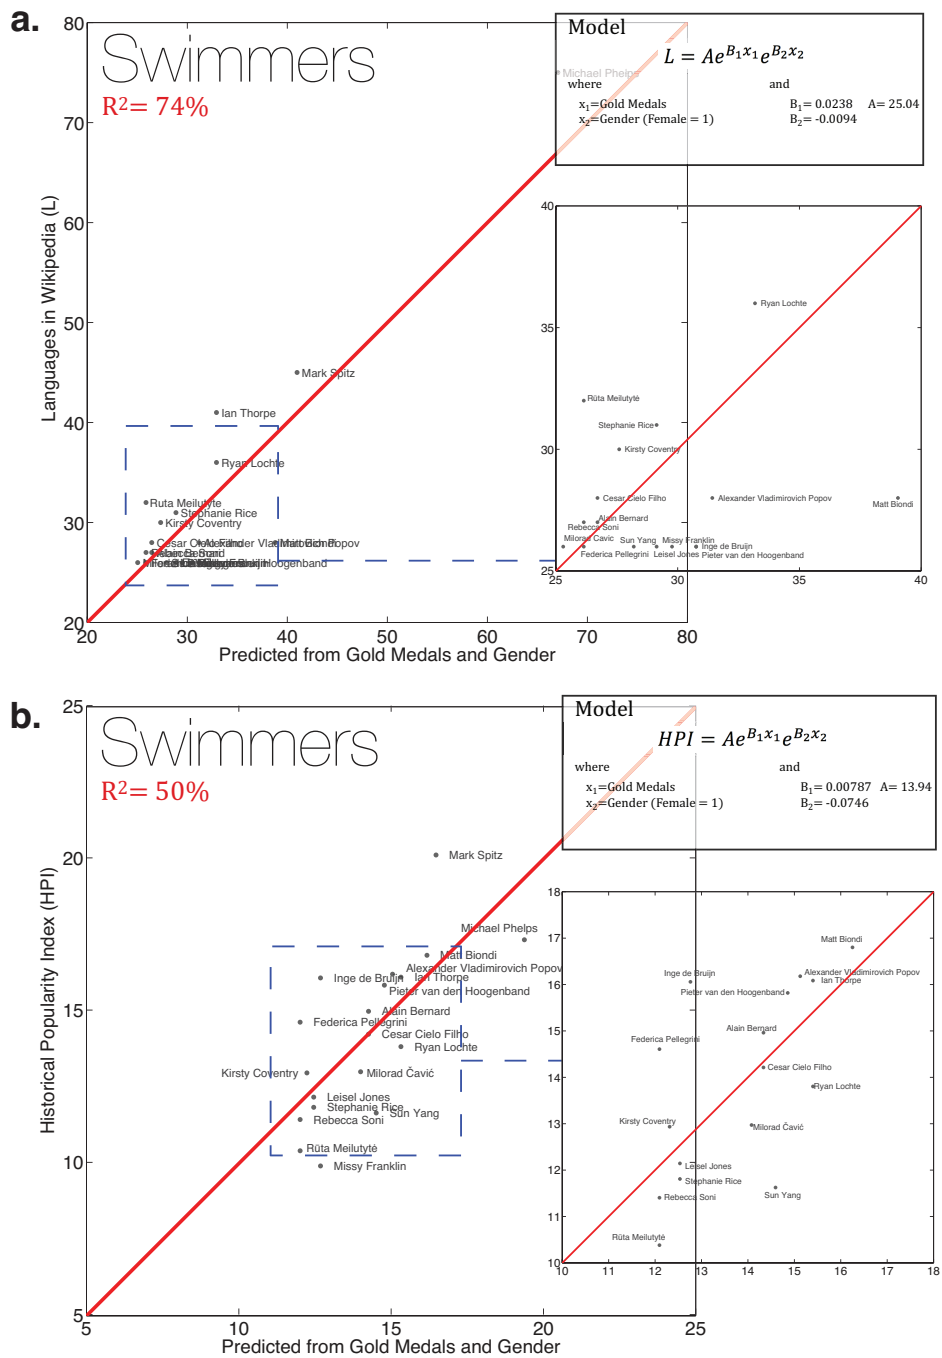 a.
Swimmers
R²= 74%
Model
L = Ae^{B₁x₁}e^{B₂x₂}
where and
x₁=Gold Medals B₁= 0.0238 A= 25.04
x₂=Gender (Female = 1) B₂= -0.0094
Languages in Wikipedia (L)
80
70
60
50
40
30
20
Michael Phelps
Mark Spitz
Ian Thorpe
Ryan Lochte
Ruta Meilutyte
Stephanie Rice
Kirsty Coventry
Cesar Cielo Filho
Alexander Vladimirovich Popov
Matt Biondi
20 30 40 50 60 70 80
Predicted from Gold Medals and Gender
40
35
30
25
Ryan Lochte
Rūta Meilutytė
Stephanie Rice
Kirsty Coventry
Cesar Cielo Filho
Alexander Vladimirovich Popov
Matt Biondi
Alain Bernard
Rebecca Soni
Milorad Cavic
Sun Yang
Missy Franklin
Inge de Bruijn
Federica Pellegrini
Leisel Jones
Pieter van den Hoogenband
25 30 35 40
b.
Swimmers
R²= 50%
Model
HPI = Ae^{B₁x₁}e^{B₂x₂}
where and
x₁=Gold Medals B₁= 0.00787 A= 13.94
x₂=Gender (Female = 1) B₂= -0.0746
Historical Popularity Index (HPI)
25
20
15
10
5
Mark Spitz
Michael Phelps
Matt Biondi
Alexander Vladimirovich Popov
Inge de Bruijn
Ian Thorpe
Pieter van den Hoogenband
Alain Bernard
Federica Pellegrini
Cesar Cielo Filho
Ryan Lochte
Kirsty Coventry
Milorad Čavić
Leisel Jones
Stephanie Rice
Sun Yang
Rebecca Soni
Rūta Meilutytė
Missy Franklin
5 10 15 20 25
Predicted from Gold Medals and Gender
18
17
16
15
14
13
12
11
10
Matt Biondi
Inge de Bruijn
Alexander Vladimirovich Popov
Ian Thorpe
Pieter van den Hoogenband
Alain Bernard
Federica Pellegrini
Cesar Cielo Filho
Ryan Lochte
Kirsty Coventry
Milorad Čavić
Leisel Jones
Stephanie Rice
Sun Yang
Rebecca Soni
Rūta Meilutytė
10 11 12 13 14 15 16 17 18